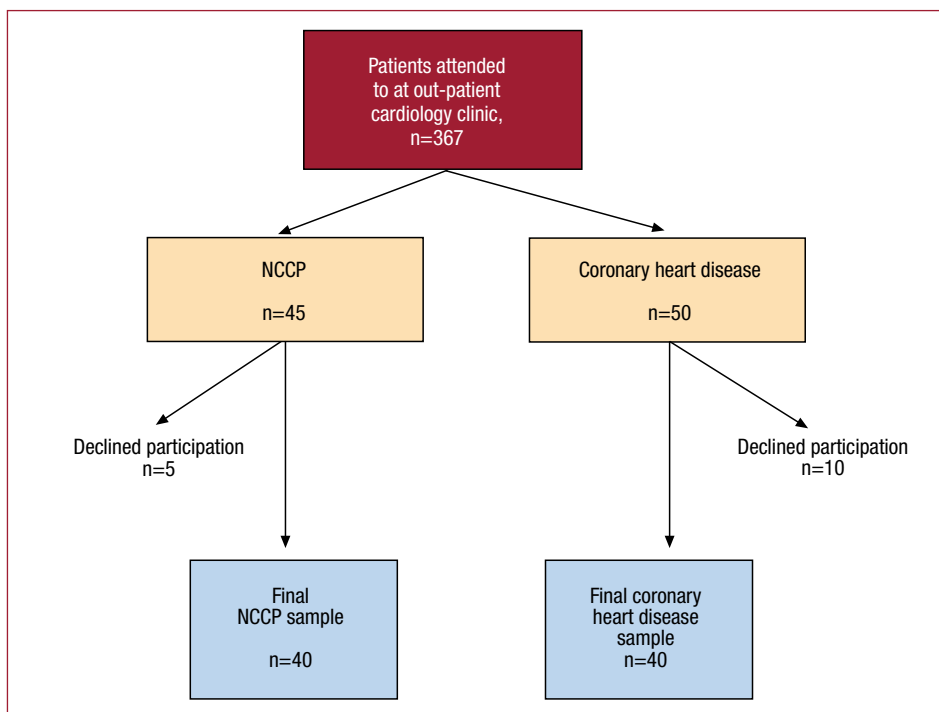 Patients attended
to at out-patient
cardiology clinic,
n=367
NCCP
n=45
Coronary heart disease
n=50
Declined participation
n=5
Declined participation
n=10
Final
NCCP sample
n=40
Final coronary
heart disease
sample
n=40